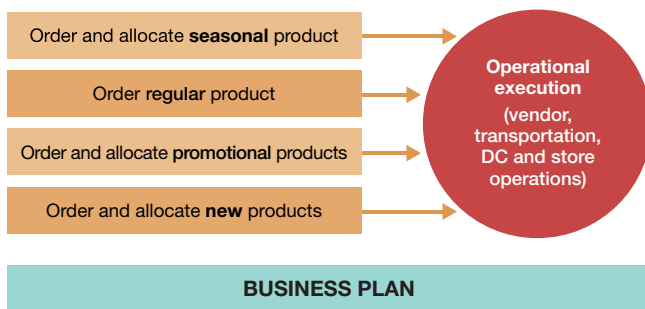 Order and allocate seasonal product
Order regular product
Order and allocate promotional products
Order and allocate new products
Operational
execution
(vendor,
transportation,
DC and store
operations)
BUSINESS PLAN